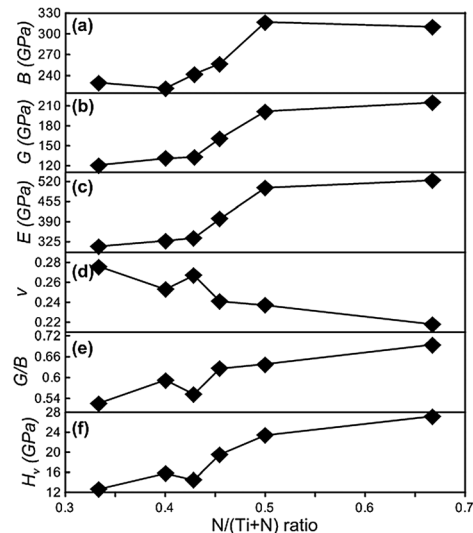 330
(a)
300
270
240
B (GPa)
210
(b)
180
150
120
G (GPa)
520
(c)
455
390
325
E (GPa)
0.28
(d)
0.26
0.24
0.22
ν
0.72
(e)
0.66
0.6
0.54
G/B
28
(f)
24
20
16
12
Hv (GPa)
0.3 0.4 0.5 0.6 0.7
N/(Ti+N) ratio